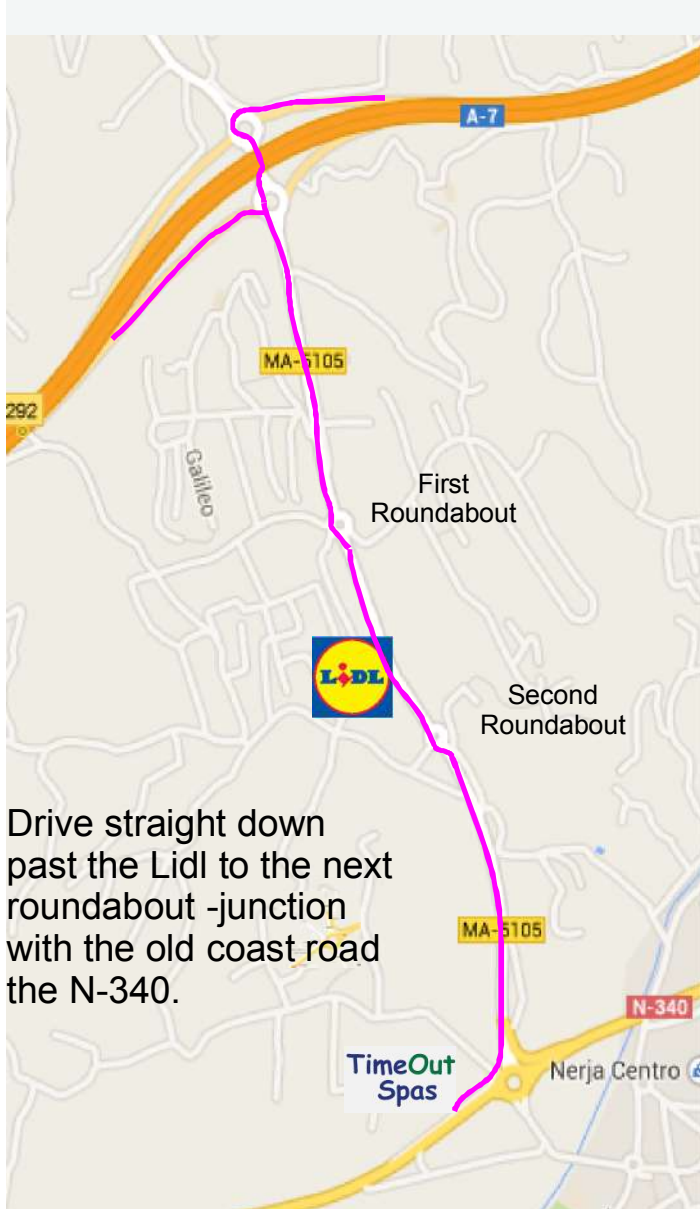 A-7
MA-5105
292
Galileo
First
Roundabout
LiDL
Second
Roundabout
Drive straight down
past the Lidl to the next
roundabout -junction
with the old coast road
the N-340.
MA-5105
N-340
TimeOut
Spas
Nerja Centro